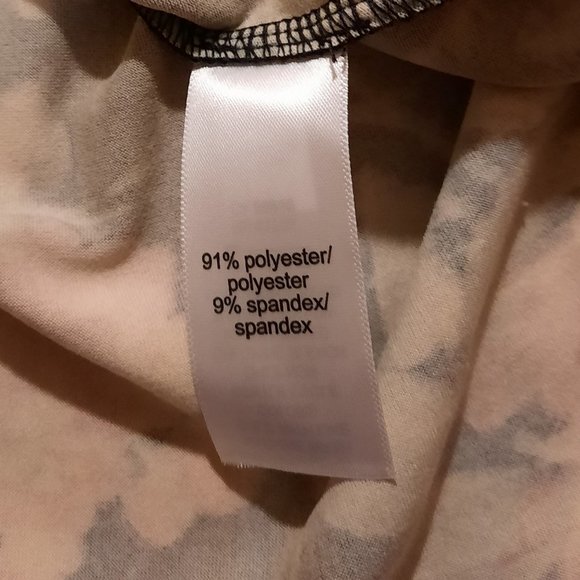 91% polyester/
polyester
9% spandex/
spandex